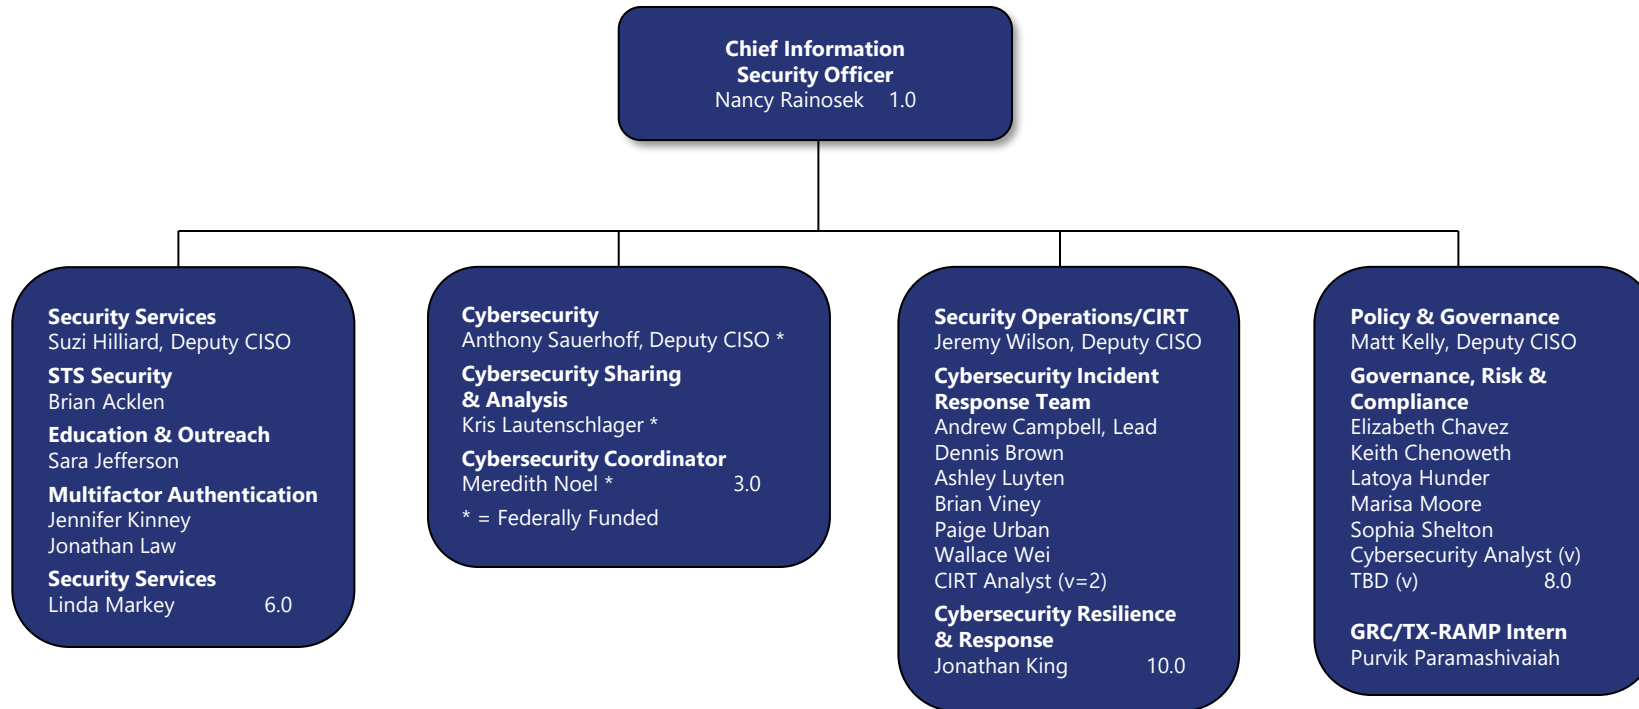 Chief Information
Security Officer
Nancy Rainosek 1.0
Security Services
Suzi Hilliard, Deputy CISO
STS Security
Brian Acklen
Education & Outreach
Sara Jefferson
Multifactor Authentication
Jennifer Kinney
Jonathan Law
Security Services
Linda Markey 6.0
Cybersecurity
Anthony Sauerhoff, Deputy CISO *
Cybersecurity Sharing
& Analysis
Kris Lautenschlager *
Cybersecurity Coordinator
Meredith Noel * 3.0
* = Federally Funded
Security Operations/CIRT
Jeremy Wilson, Deputy CISO
Cybersecurity Incident
Response Team
Andrew Campbell, Lead
Dennis Brown
Ashley Luyten
Brian Viney
Paige Urban
Wallace Wei
CIRT Analyst (v=2)
Cybersecurity Resilience
& Response
Jonathan King 10.0
Policy & Governance
Matt Kelly, Deputy CISO
Governance, Risk &
Compliance
Elizabeth Chavez
Keith Chenoweth
Latoya Hunder
Marisa Moore
Sophia Shelton
Cybersecurity Analyst (v)
TBD (v) 8.0
GRC/TX-RAMP Intern
Purvik Paramashivaiah